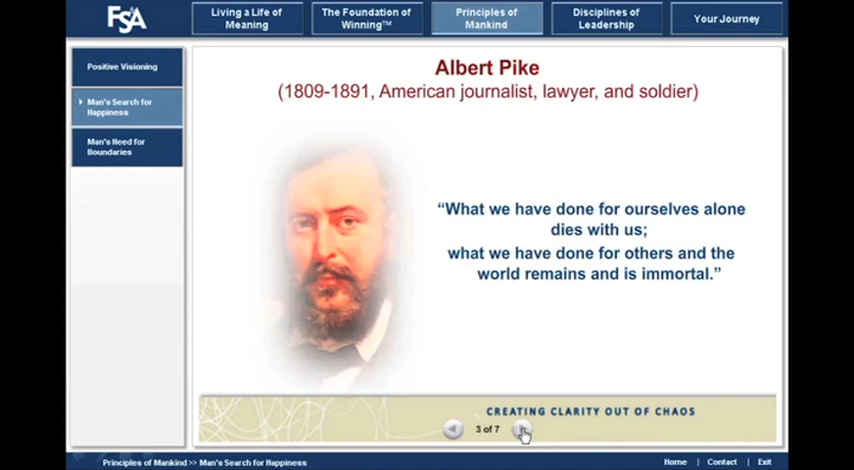 FSA
Living a Life of
Meaning
The Foundation of
Winning™
Principles of
Mankind
Disciplines of
Leadership
Your Journey
Positive Visioning
Man's Search for
Happiness
Man's Need for
Boundaries
Albert Pike
(1809-1891, American journalist, lawyer, and soldier)
“What we have done for ourselves alone
dies with us;
what we have done for others and the
world remains and is immortal.”
CREATING CLARITY OUT OF CHAOS
3 of 7
Principles of Mankind >> Man's Search for Happiness
Home | Contact | Exit